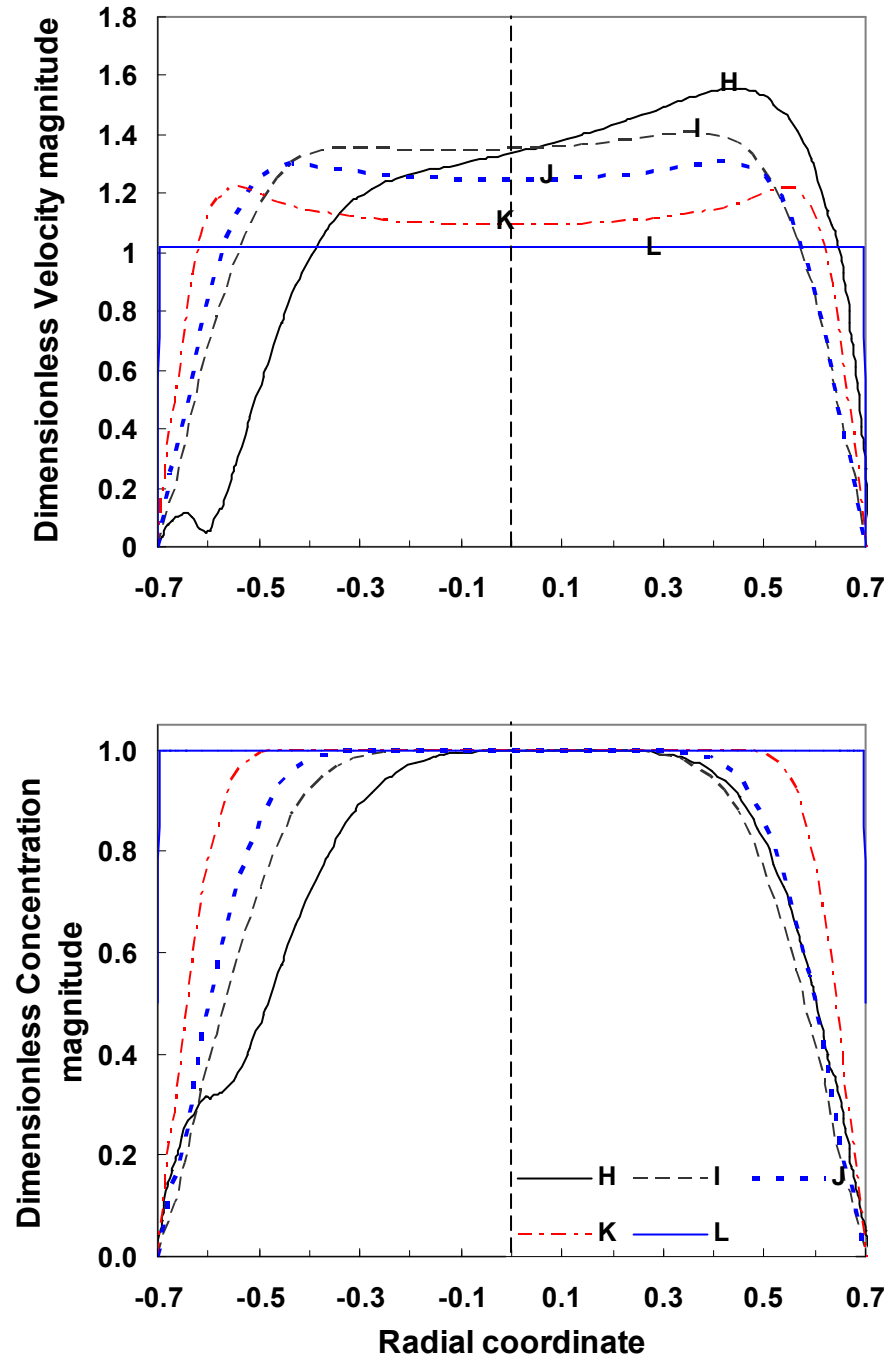 Dimensionless Velocity magnitude
1.8
1.6
1.4
1.2
1
0.8
0.6
0.4
0.2
0
H
I
J
K
L
-0.7 -0.5 -0.3 -0.1 0.1 0.3 0.5 0.7
Dimensionless Concentration
magnitude
1.0
0.8
0.6
0.4
0.2
0.0
H I J
K L
-0.7 -0.5 -0.3 -0.1 0.1 0.3 0.5 0.7
Radial coordinate